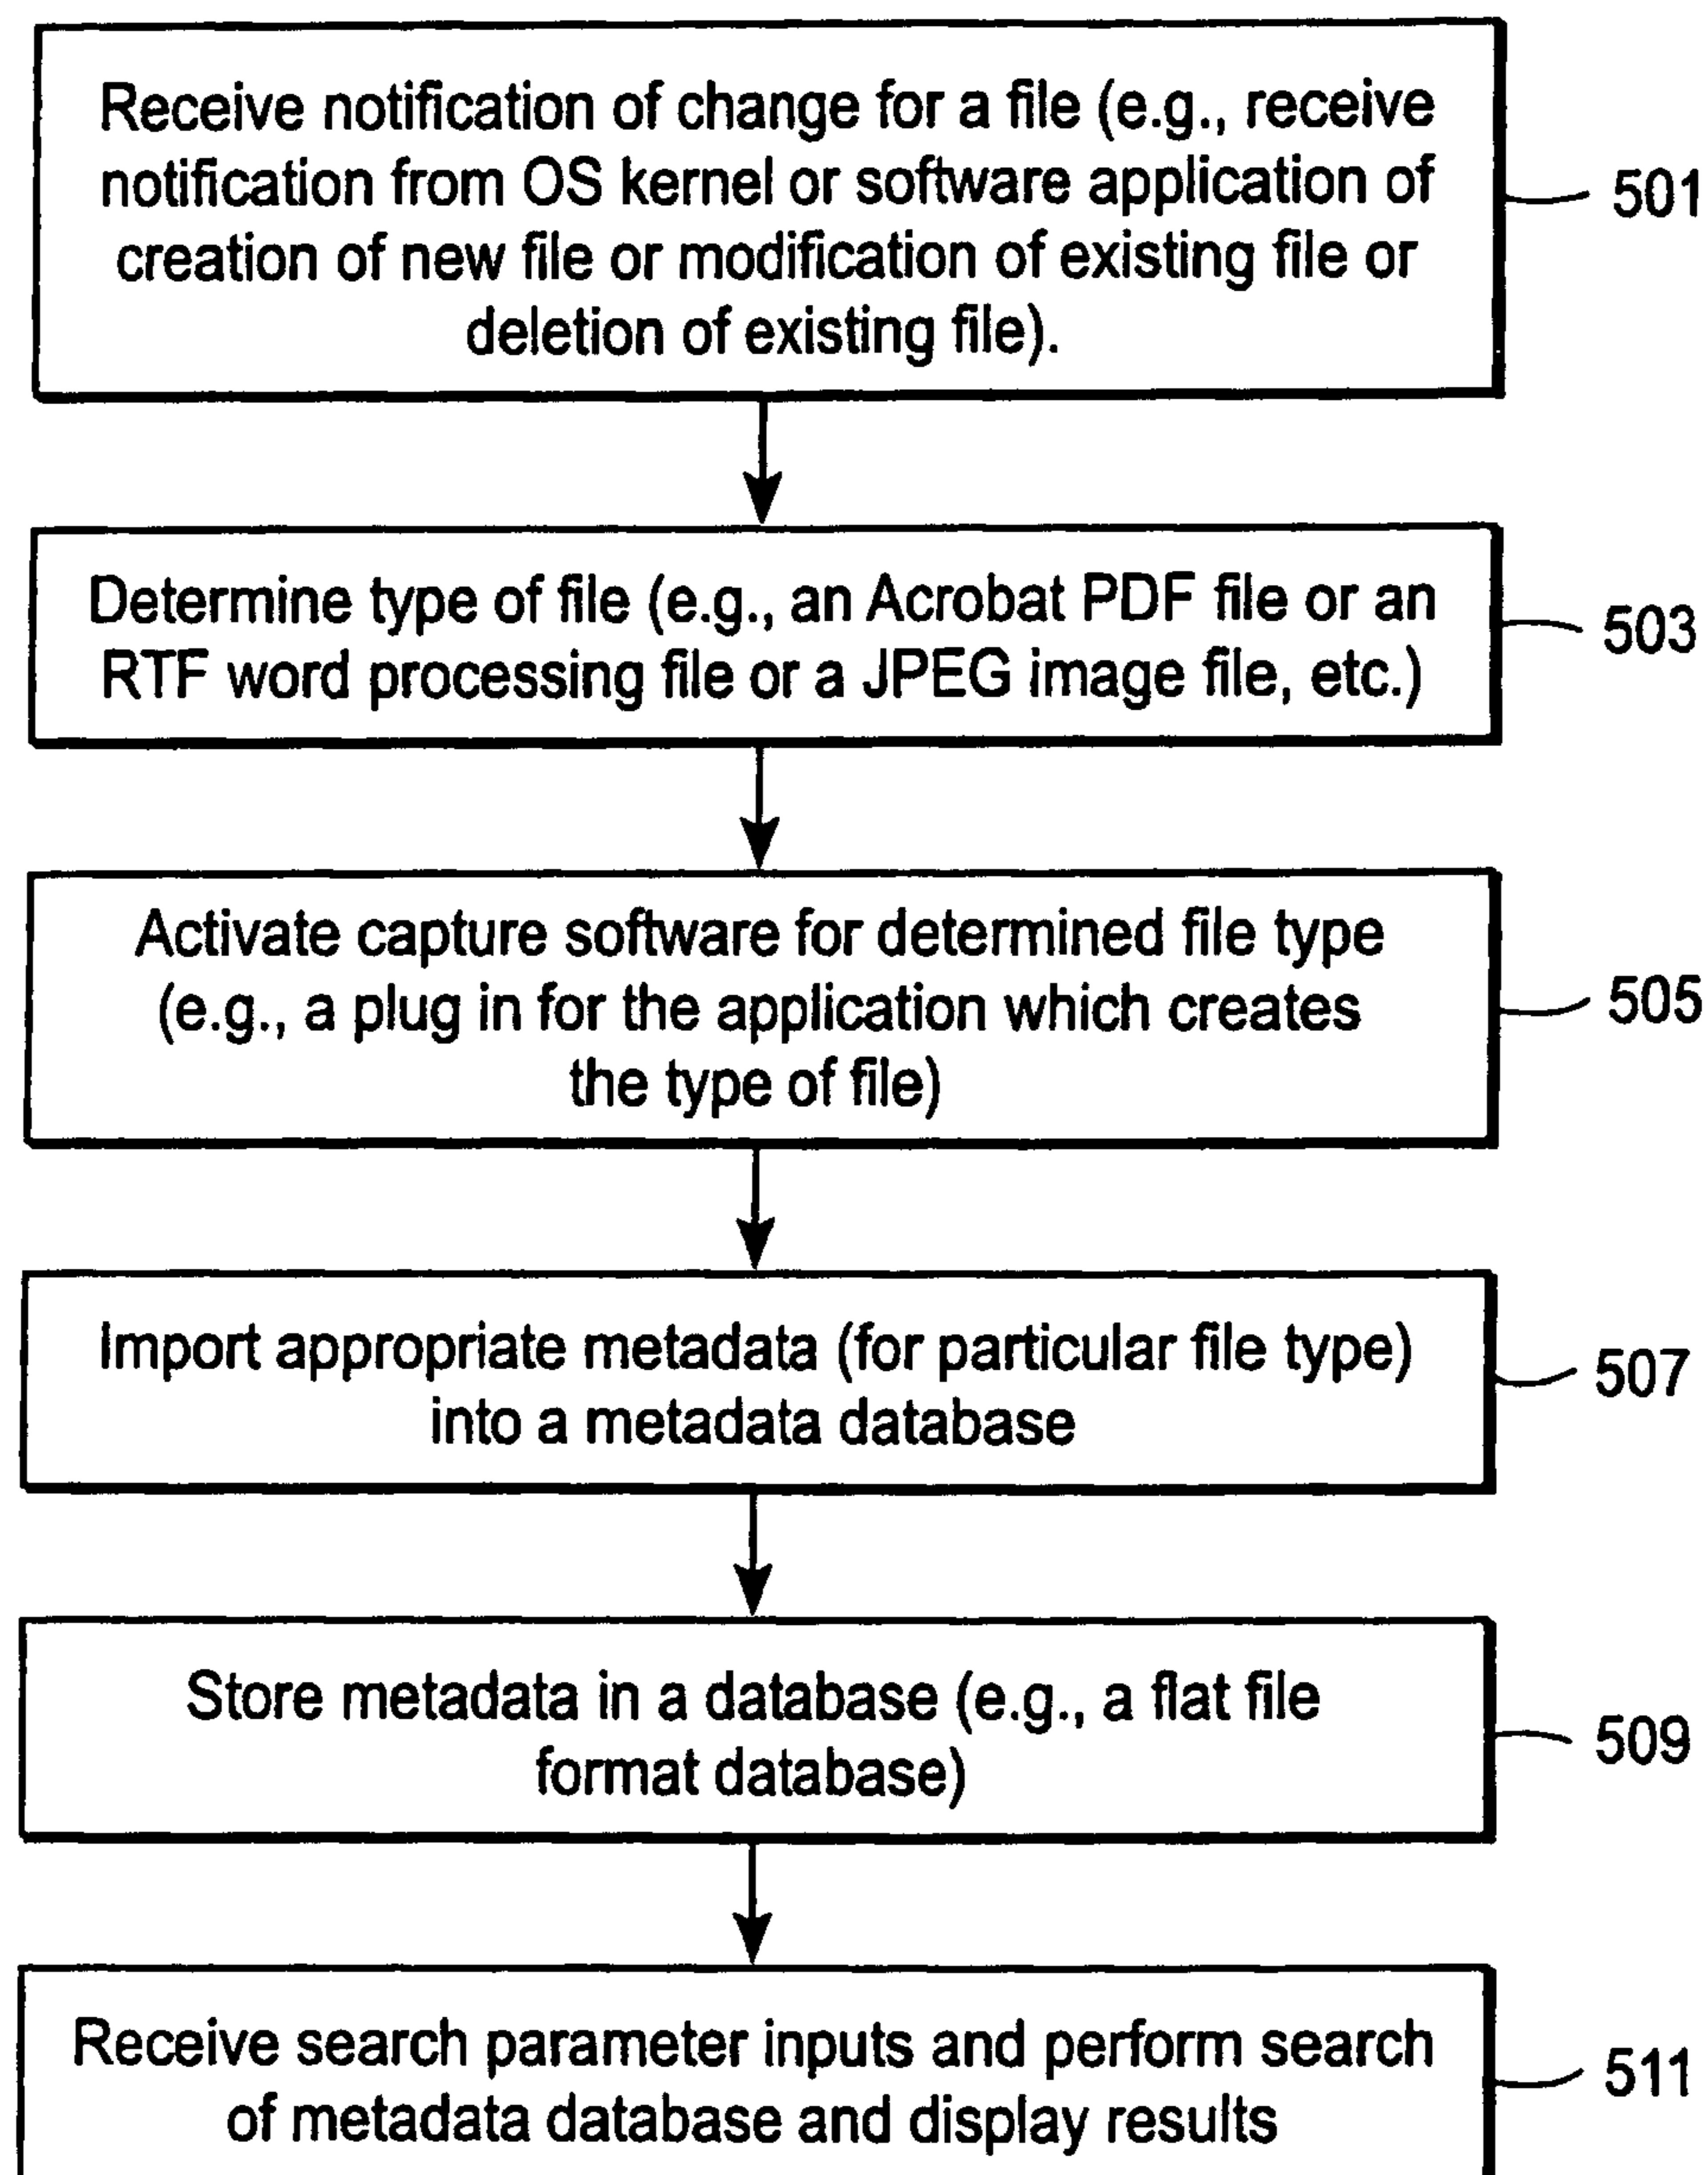 Receive notification of change for a file (e.g., receive
notification from OS kernel or software application of
creation of new file or modification of existing file or
deletion of existing file).
501
Determine type of file (e.g., an Acrobat PDF file or an
RTF word processing file or a JPEG image file, etc.)
503
Activate capture software for determined file type
(e.g., a plug in for the application which creates
the type of file)
505
Import appropriate metadata (for particular file type)
into a metadata database
507
Store metadata in a database (e.g., a flat file
format database)
509
Receive search parameter inputs and perform search
of metadata database and display results
511